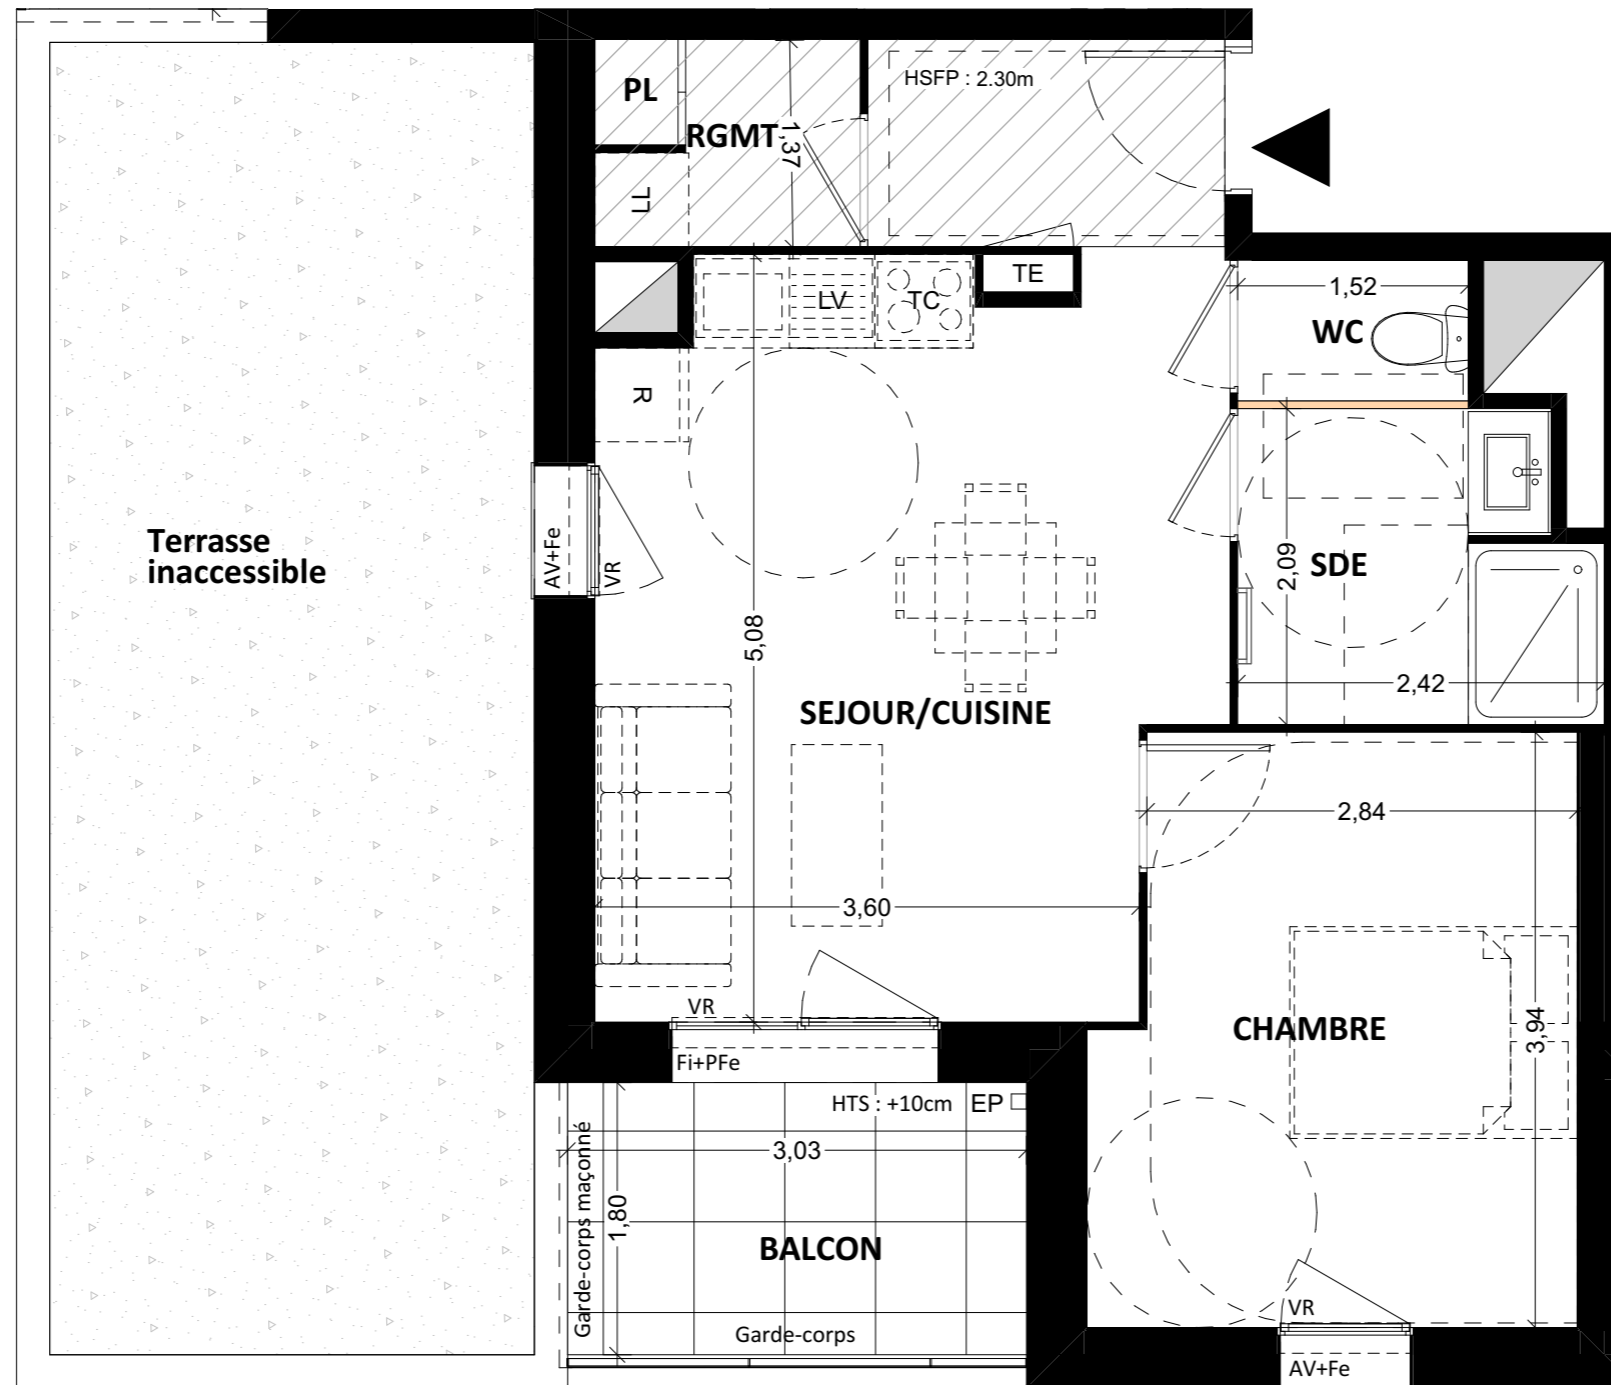 PL
HSFP : 2.30m
RGMT
1,37
LL
TE
LV
TC
1,52
WC
R
Terrasse
inaccessible
AV+Fe
VR
2,09
SDE
5,08
2,42
SEJOUR/CUISINE
2,84
3,60
VR
CHAMBRE
3,94
Fi+PFe
HTS : +10cm
EP
Garde-corps maçonné
3,03
1,80
BALCON
Garde-corps
VR
AV+Fe